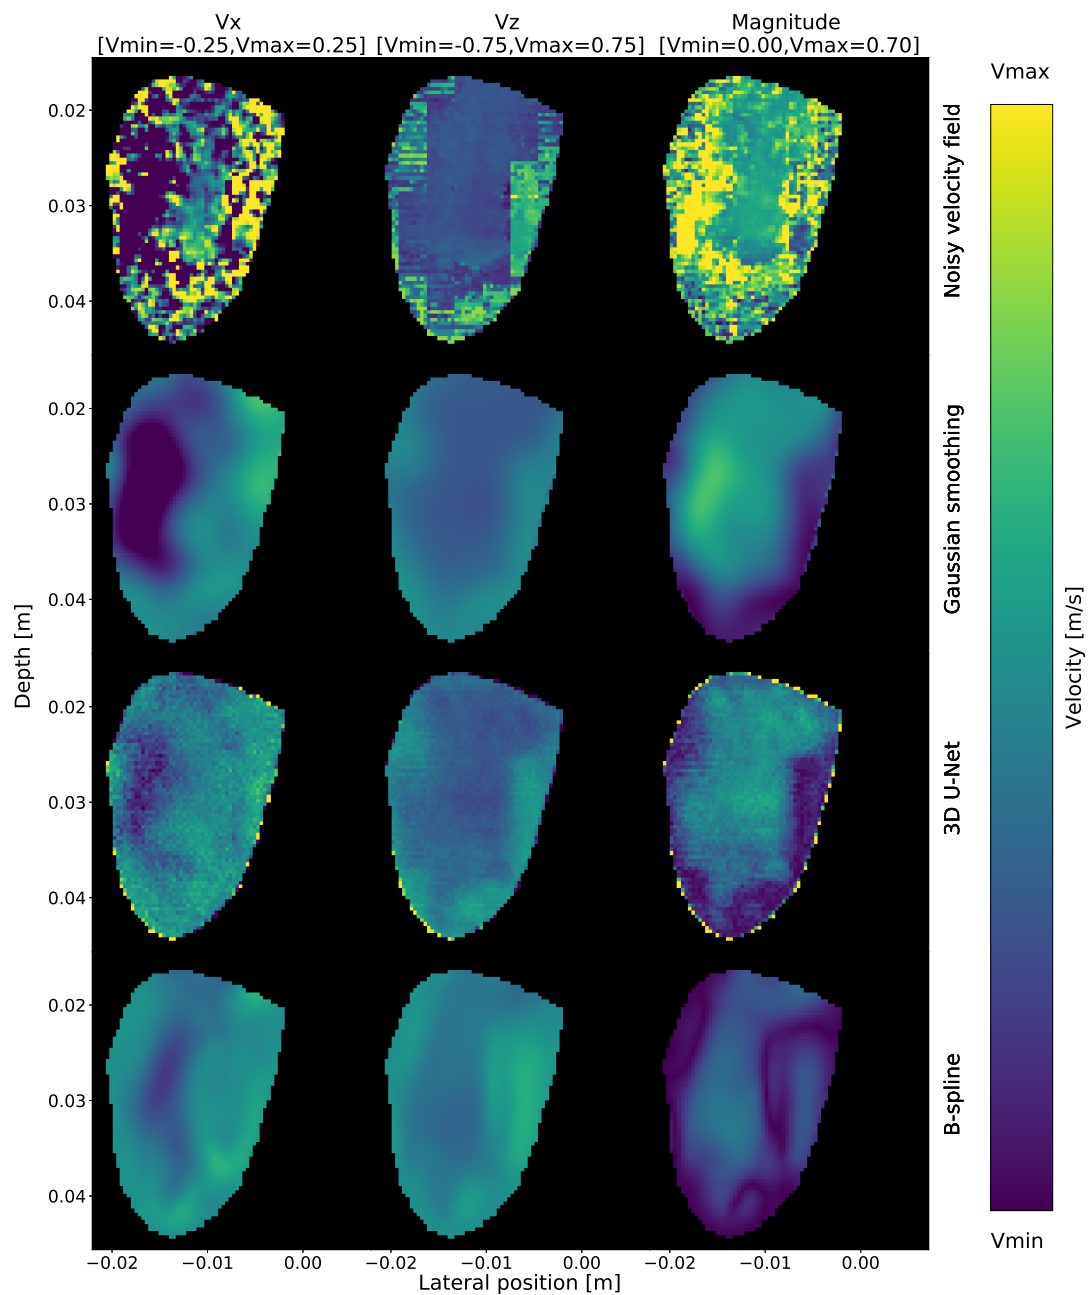 Vx
[Vmin=-0.25,Vmax=0.25]
Vz
[Vmin=-0.75,Vmax=0.75]
Magnitude
[Vmin=0.00,Vmax=0.70]
Vmax
0.02
0.03
0.04
Noisy velocity field
0.02
0.03
0.04
Gaussian smoothing
Depth [m]
Velocity [m/s]
0.02
0.03
0.04
3D U-Net
0.02
0.03
0.04
B-spline
Vmin
−0.02 −0.01 0.00 −0.02 −0.01 0.00 −0.02 −0.01 0.00
Lateral position [m]